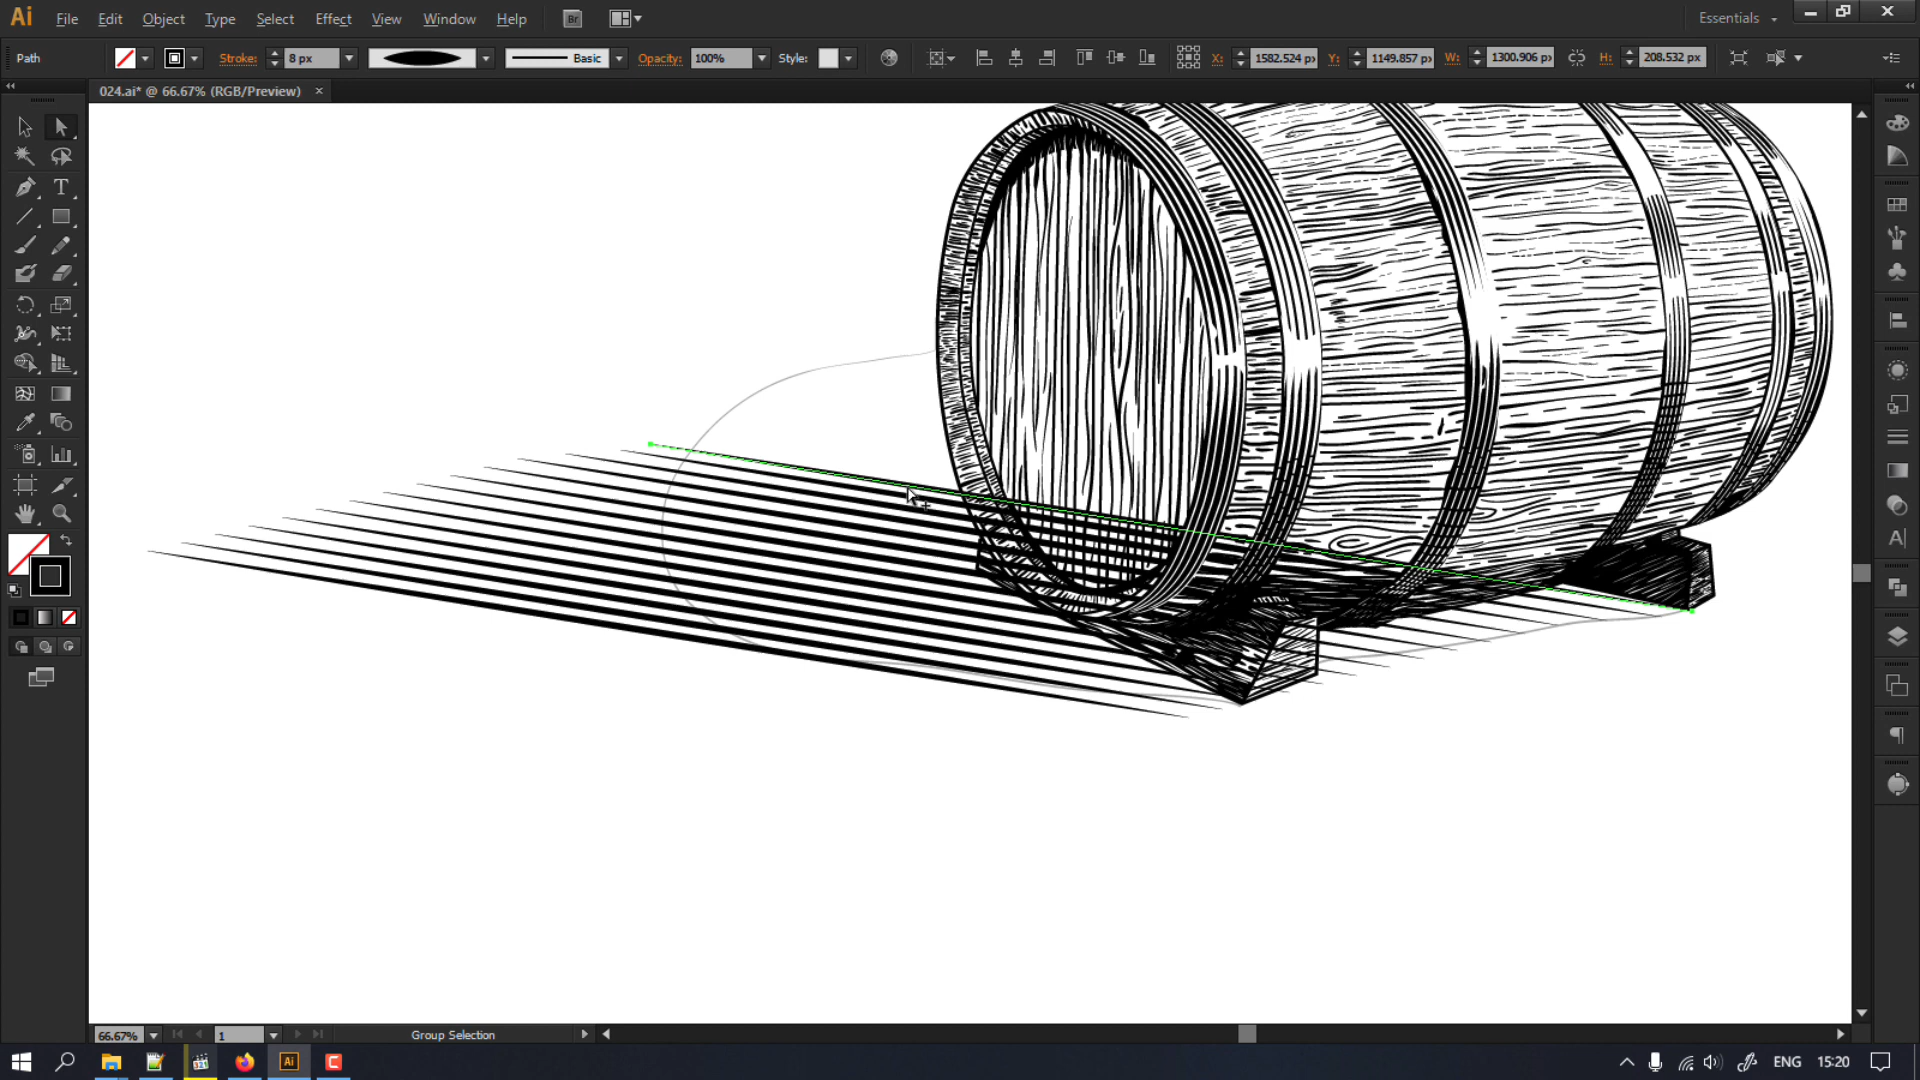 Ai File Edit Object Type Select Effect View Window Help Br Essentials
Path Stroke: 8 px Basic Opacity: 100% Style: X: 1582.524 px Y: 1149.857 px W: 1300.906 px H: 208.532 px
024.ai* @ 66.67% (RGB/Preview) ×
66.67% 1 Group Selection
Ai ENG 15:20